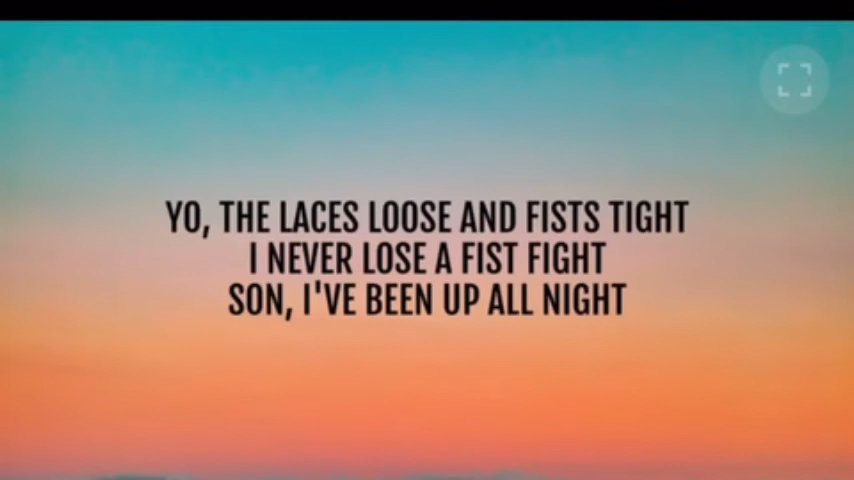 YO, THE LACES LOOSE AND FISTS TIGHT
I NEVER LOSE A FIST FIGHT
SON, I'VE BEEN UP ALL NIGHT